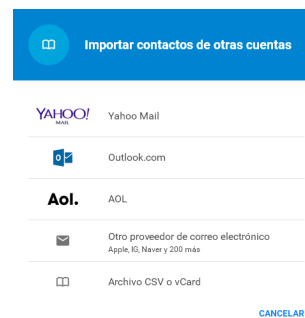 Importar contactos de otras cuentas
YAHOO!
MAIL
Yahoo Mail
Outlook.com
Aol.
AOL
Otro proveedor de correo electrónico
Apple, IG, Naver y 200 más
Archivo CSV o vCard
CANCELAR